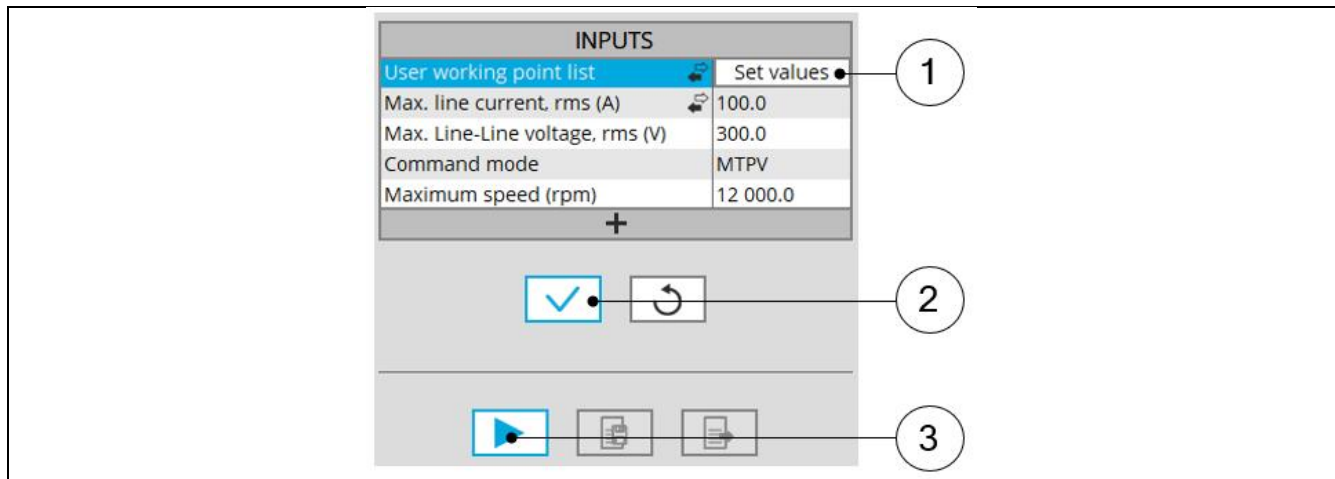 INPUTS
User working point list Set values
Max. line current, rms (A) 100.0
Max. Line-Line voltage, rms (V) 300.0
Command mode MTPV
Maximum speed (rpm) 12 000.0
+
1
2
3